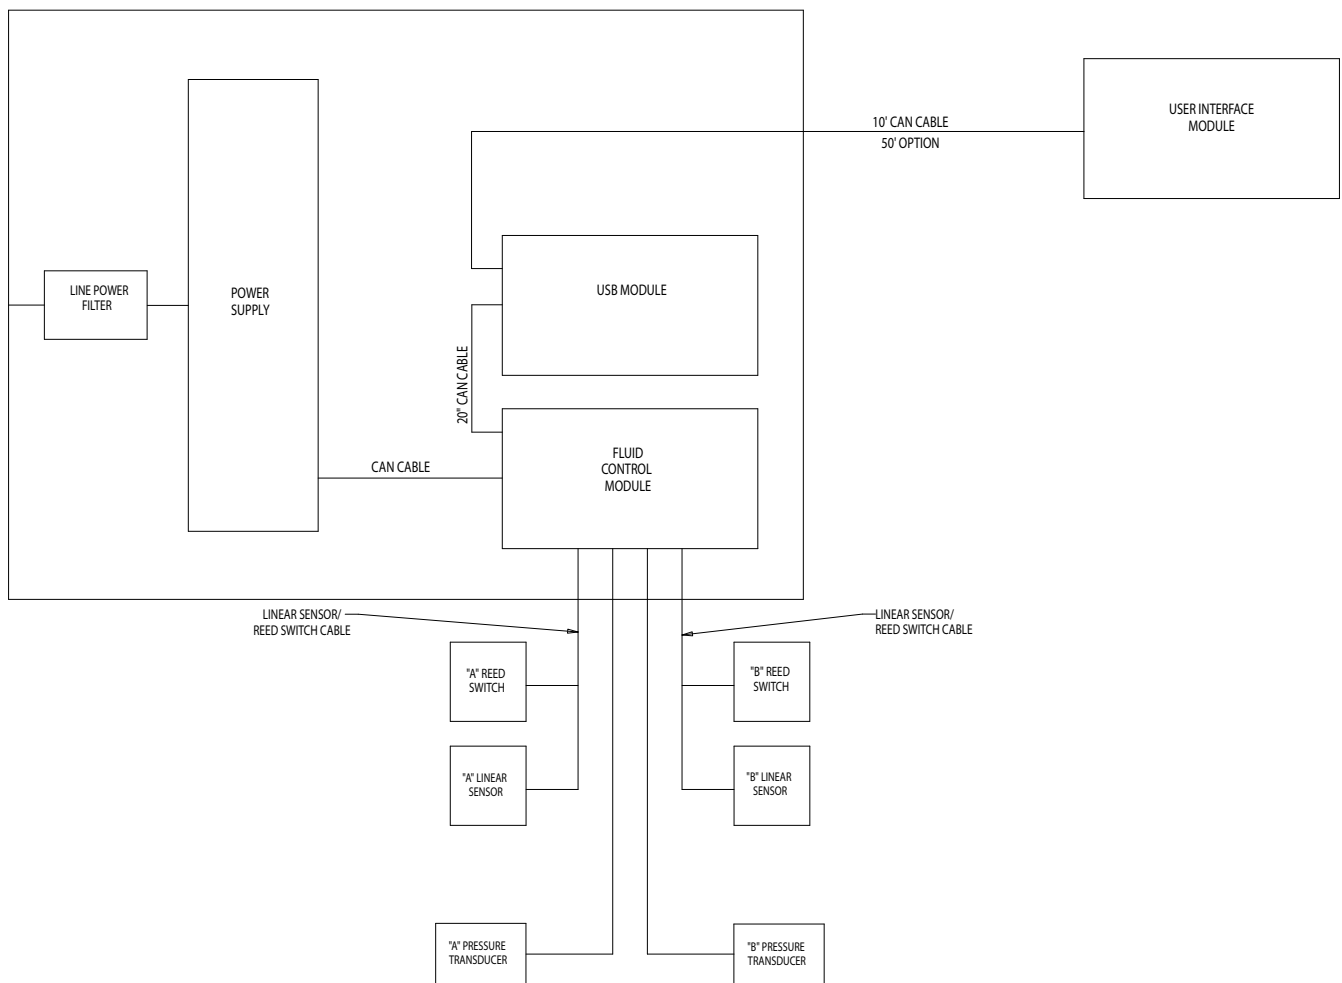 10' CAN CABLE
50' OPTION
USER INTERFACE
MODULE
LINE POWER
FILTER
POWER
SUPPLY
USB MODULE
20" CAN CABLE
CAN CABLE
FLUID
CONTROL
MODULE
LINEAR SENSOR/
REED SWITCH CABLE
LINEAR SENSOR/
REED SWITCH CABLE
"A" REED
SWITCH
"B" REED
SWITCH
"A" LINEAR
SENSOR
"B" LINEAR
SENSOR
"A" PRESSURE
TRANSDUCER
"B" PRESSURE
TRANSDUCER